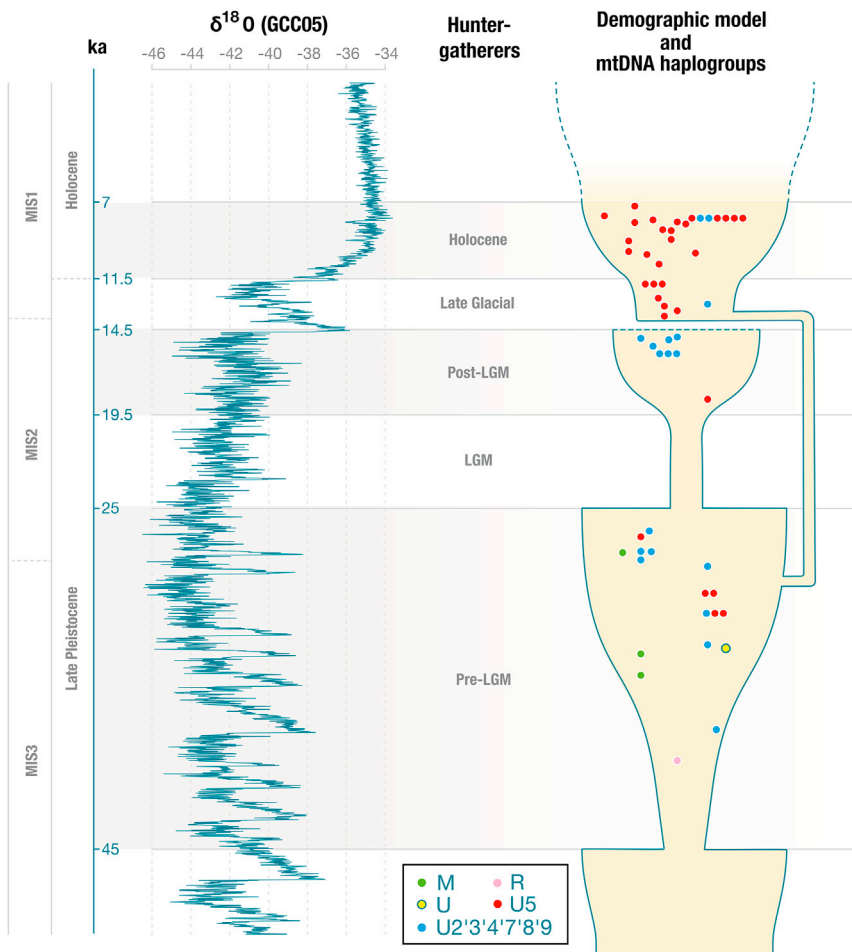 δ18O (GCC05)
Hunter-
gatherers
Demographic model
and
mtDNA haplogroups
ka
-46 -44 -42 -40 -38 -36 -34
MIS1
Holocene
7
Holocene
11.5
Late Glacial
14.5
Post-LGM
19.5
MIS2
LGM
25
Late Pleistocene
Pre-LGM
MIS3
45
M
R
U
U5
U2'3'4'7'8'9